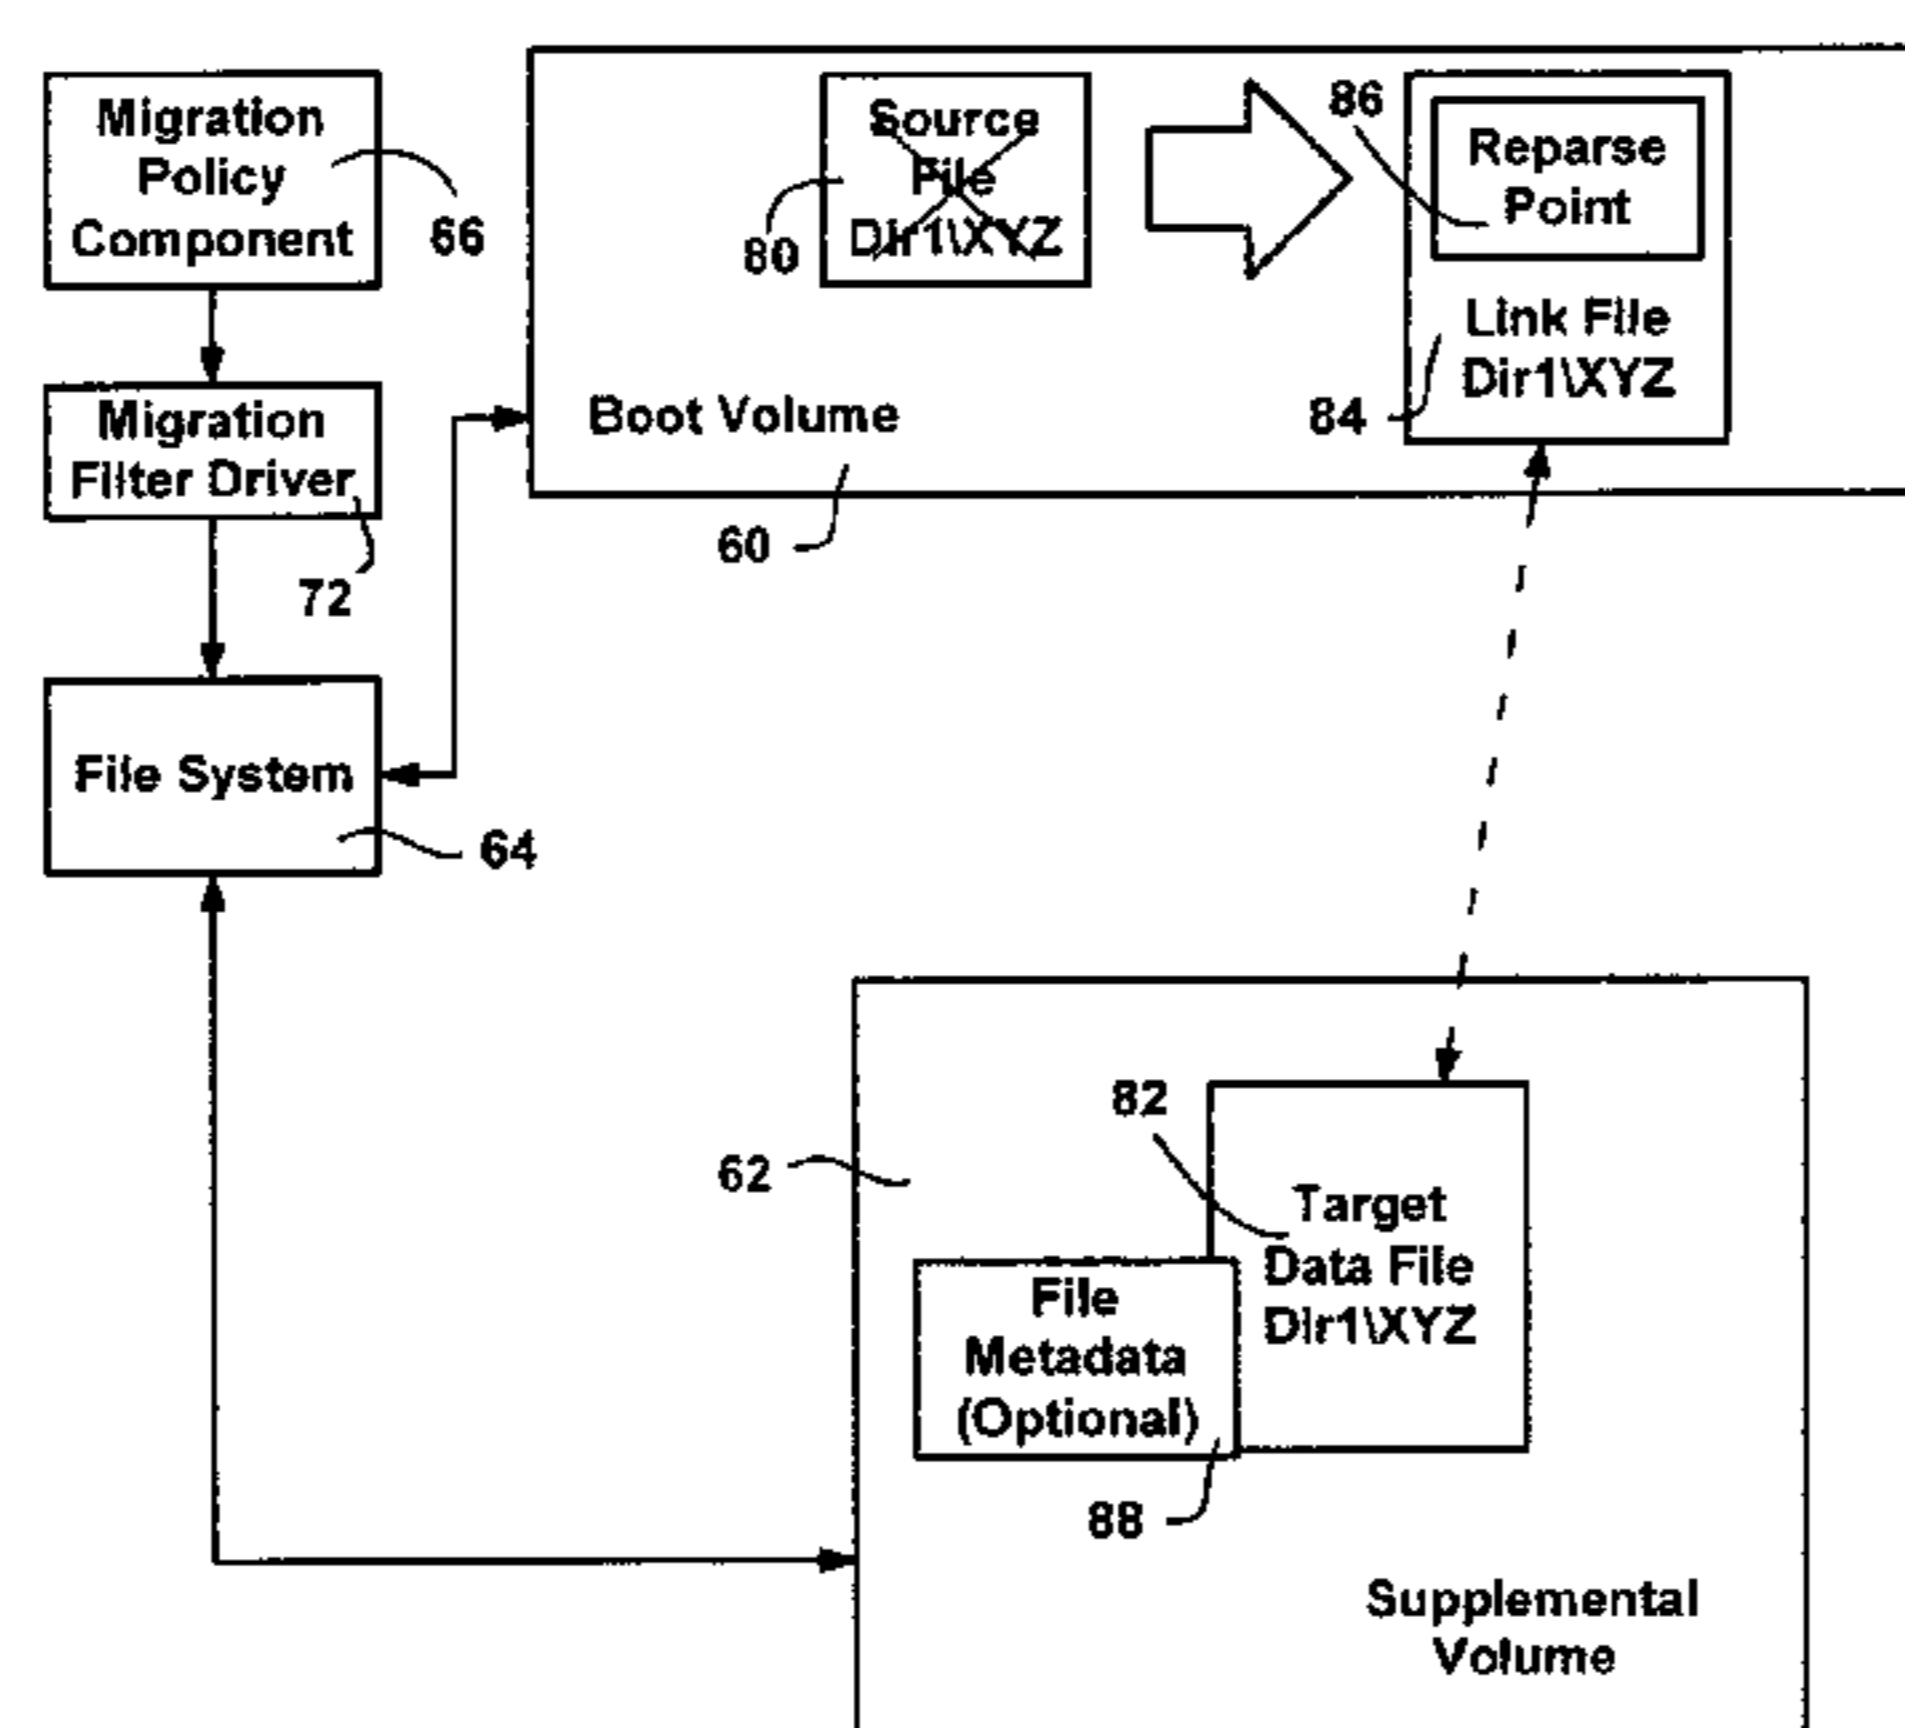 Migration
Policy
Component
66
Migration
Filter Driver
72
File System
64
Source
File
Dir1\XYZ
80
86
Reparse
Point
Link File
Dir1\XYZ
84
Boot Volume
60
82
62
Target
Data File
Dir1\XYZ
File
Metadata
(Optional)
88
Supplemental
Volume